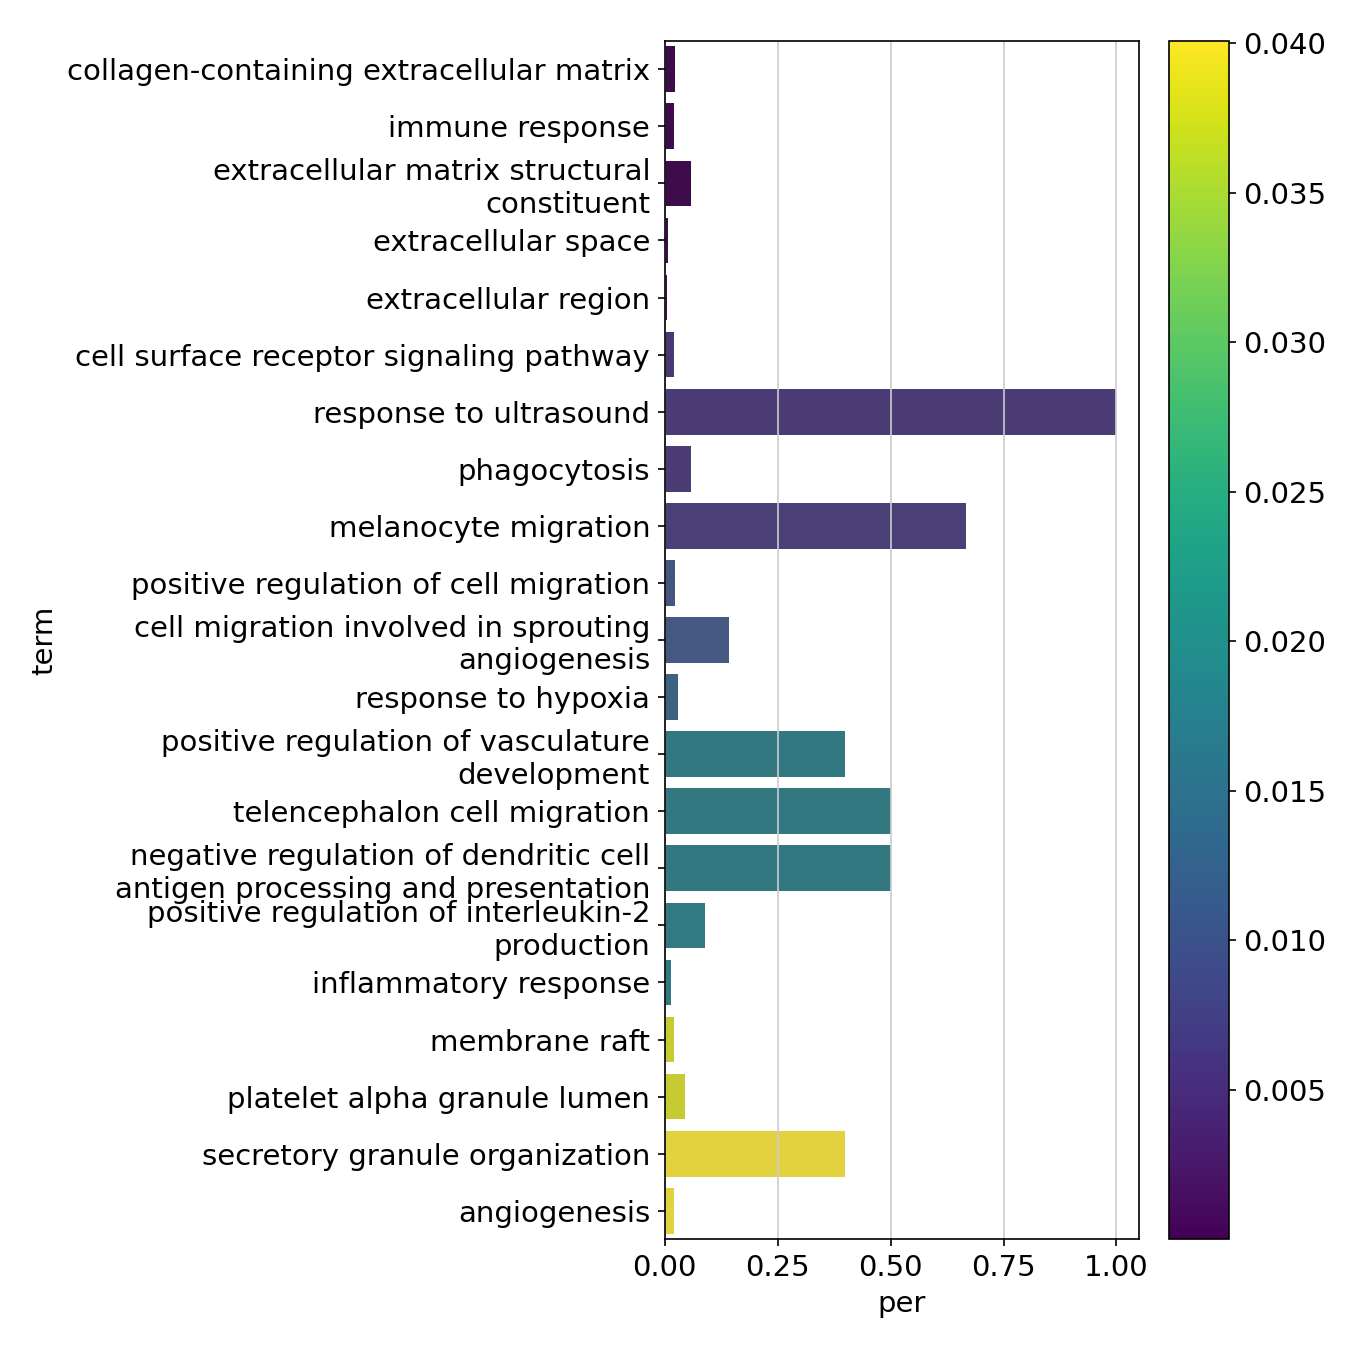 collagen-containing extracellular matrix
immune response
extracellular matrix structural
constituent
extracellular space
extracellular region
cell surface receptor signaling pathway
response to ultrasound
phagocytosis
melanocyte migration
positive regulation of cell migration
cell migration involved in sprouting
angiogenesis
response to hypoxia
positive regulation of vasculature
development
telencephalon cell migration
negative regulation of dendritic cell
antigen processing and presentation
positive regulation of interleukin-2
production
inflammatory response
membrane raft
platelet alpha granule lumen
secretory granule organization
angiogenesis
term
0.00 0.25 0.50 0.75 1.00
per
0.040
0.035
0.030
0.025
0.020
0.015
0.010
0.005